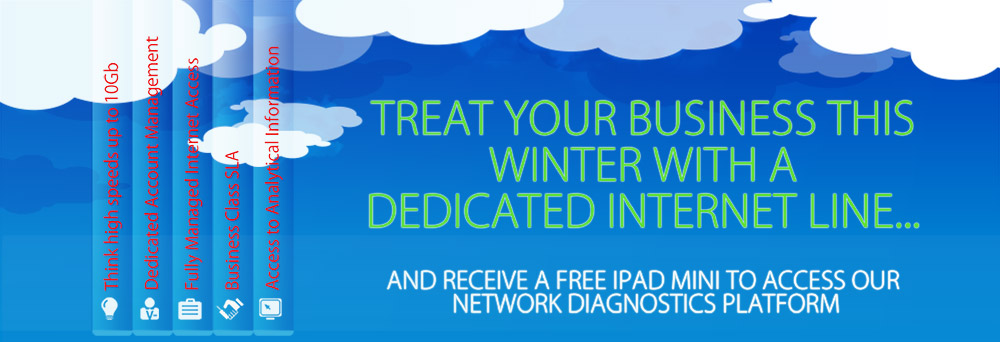 Think high speeds up to 10Gb
Dedicated Account Management
Fully Managed Internet Access
Business Class SLA
Access to Analytical Information
TREAT YOUR BUSINESS THIS
WINTER WITH A
DEDICATED INTERNET LINE...
AND RECEIVE A FREE IPAD MINI TO ACCESS OUR
NETWORK DIAGNOSTICS PLATFORM